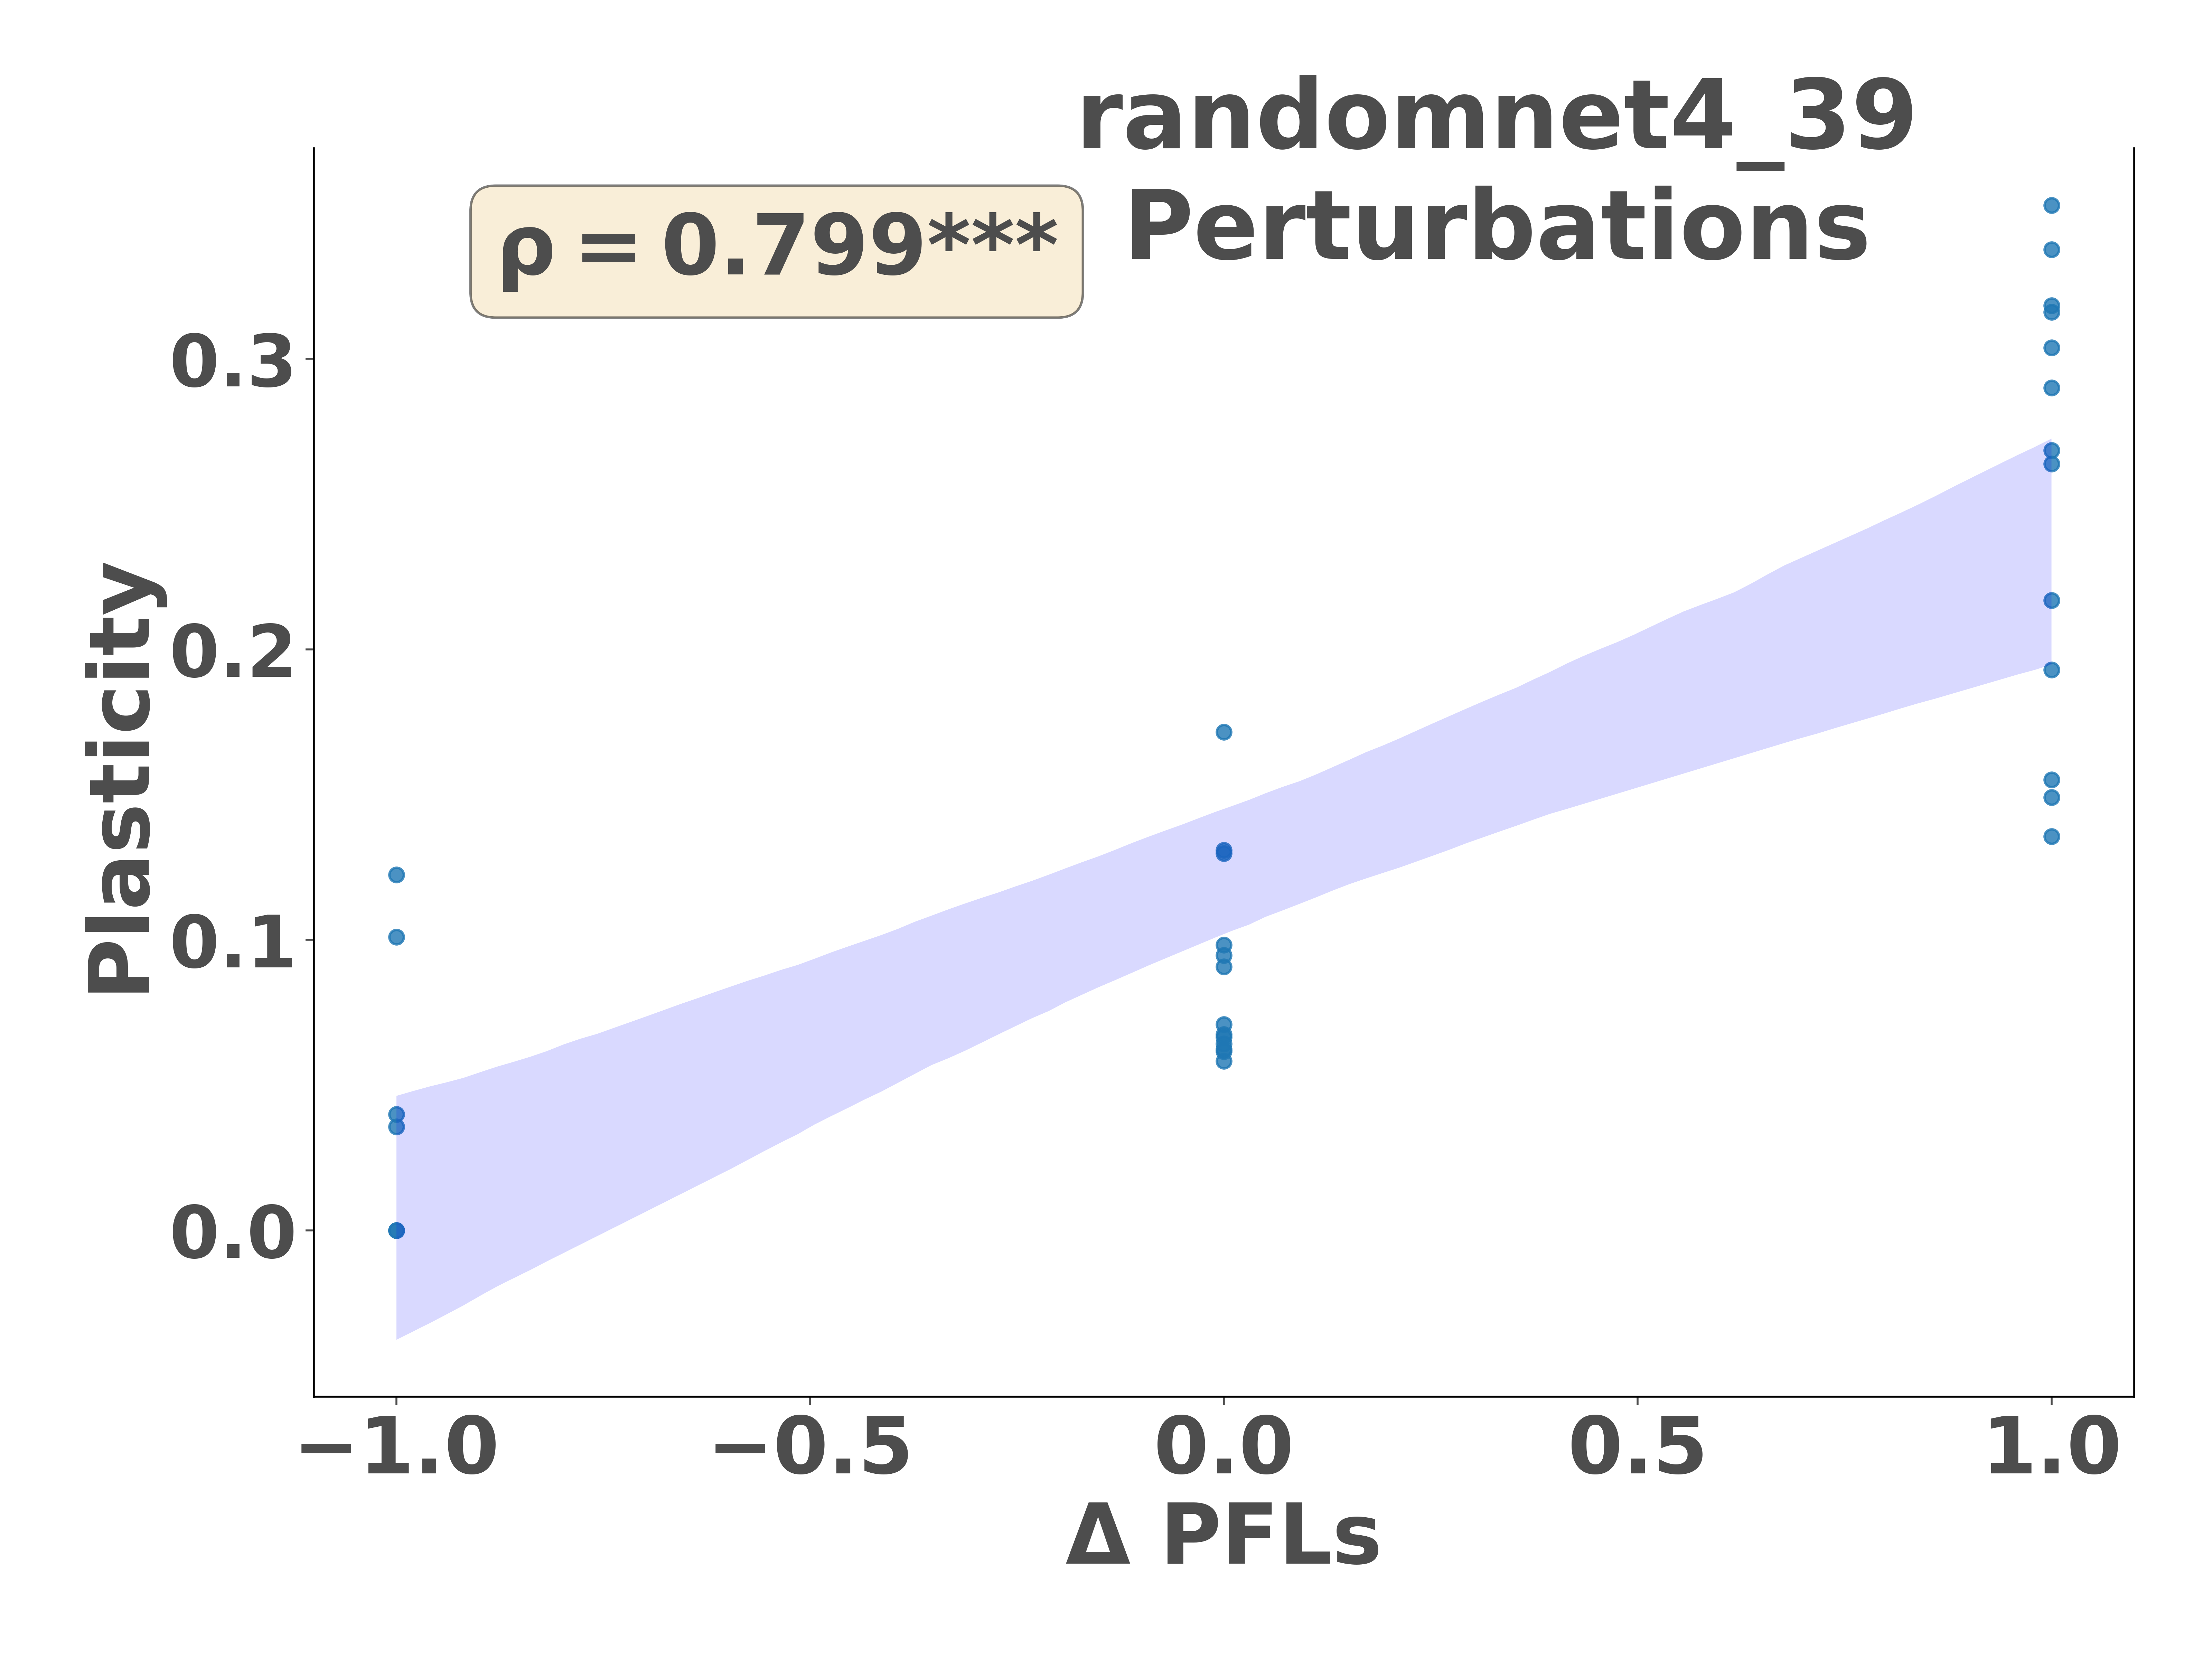 randomnet4_39
Perturbations
ρ = 0.799***
Plasticity
0.3
0.2
0.1
0.0
−1.0
−0.5
0.0
0.5
1.0
Δ PFLs